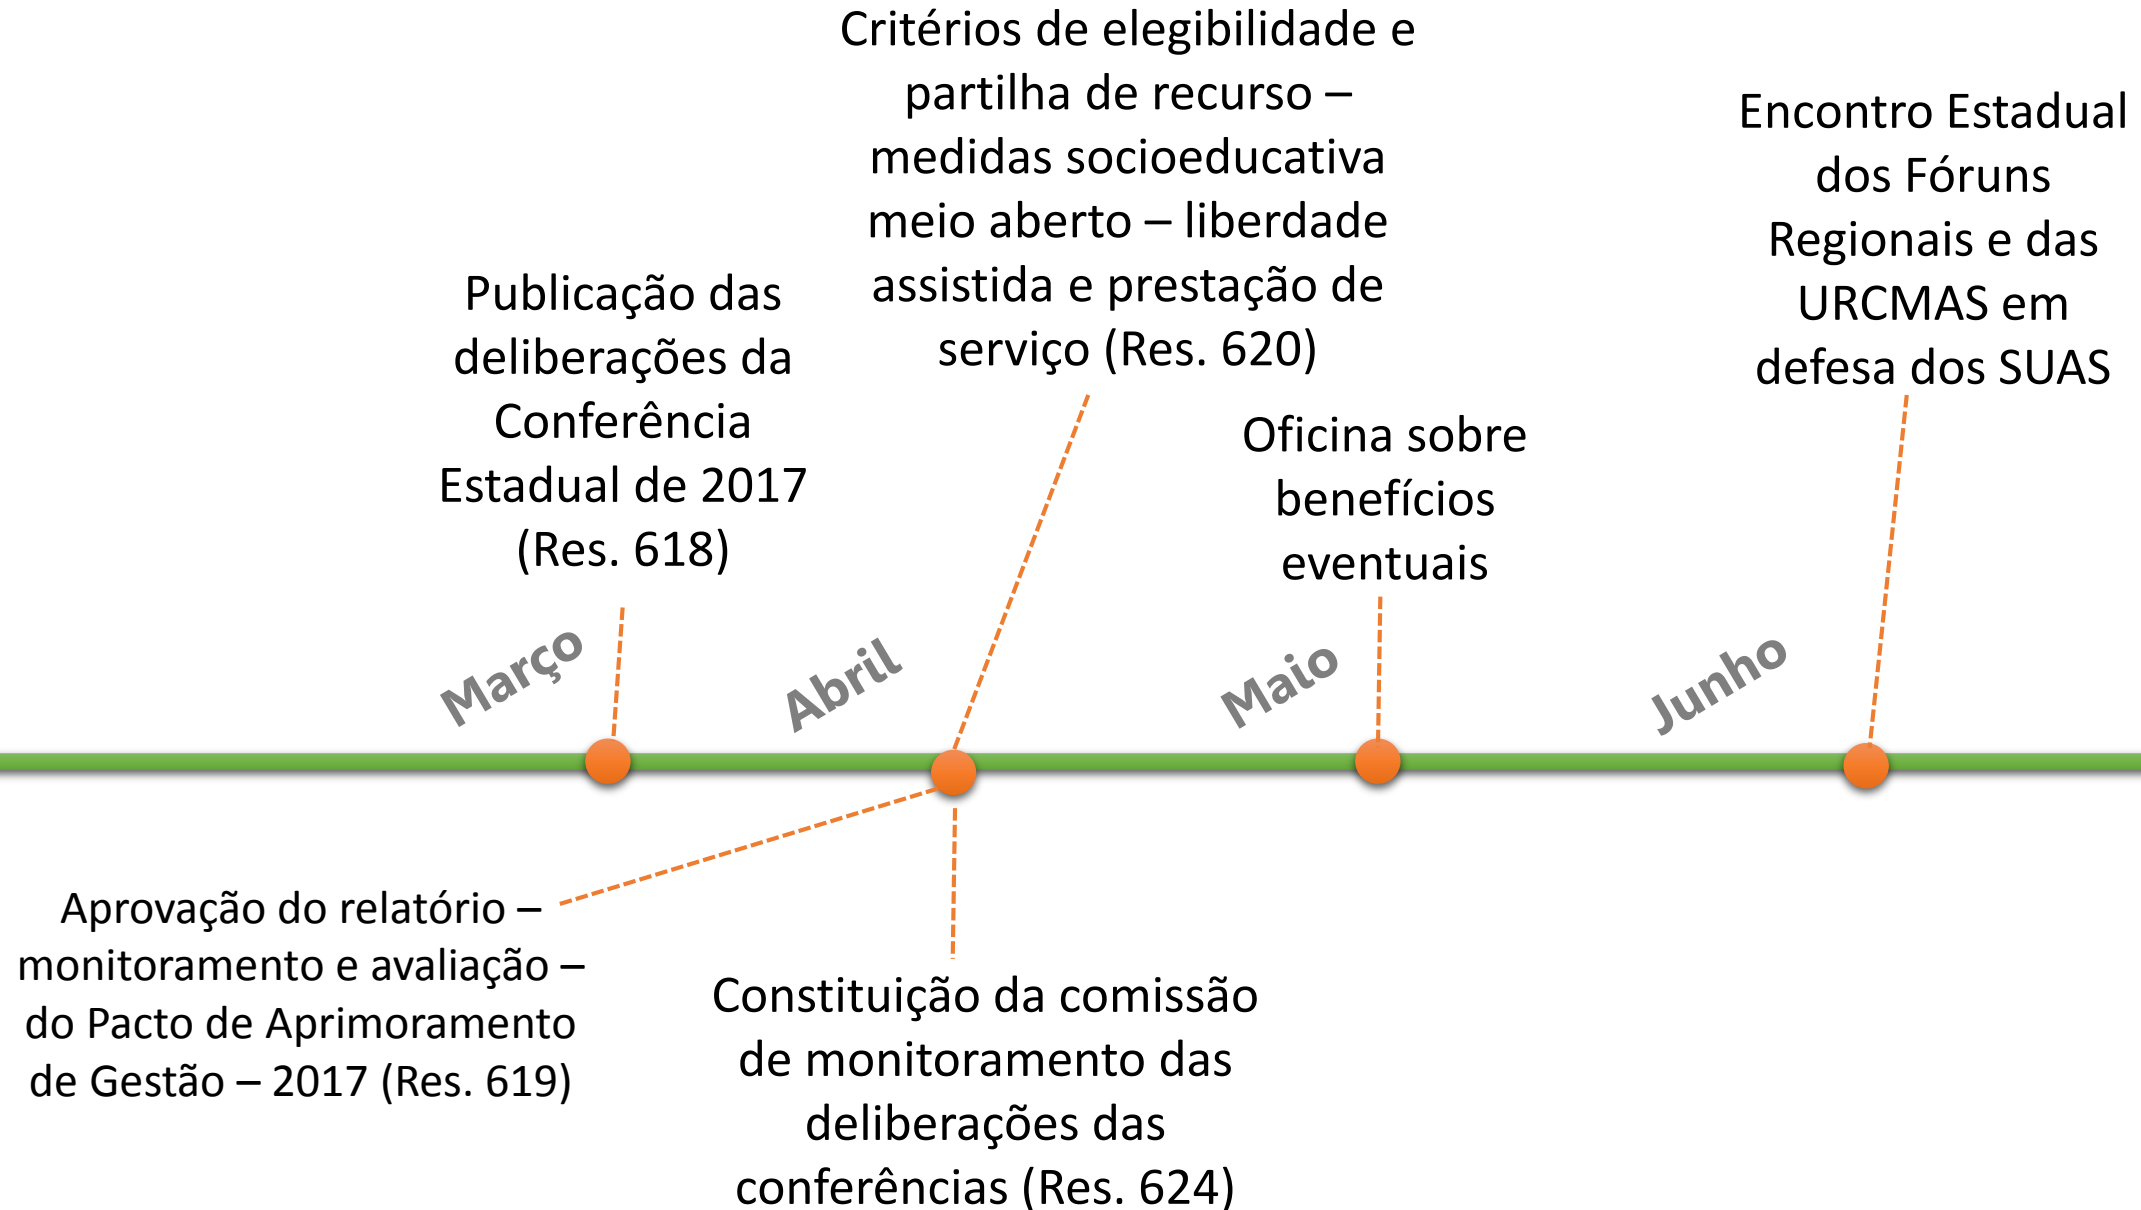 Critérios de elegibilidade e
partilha de recurso –
medidas socioeducativa
meio aberto – liberdade
assistida e prestação de
serviço (Res. 620)
Encontro Estadual
dos Fóruns
Regionais e das
URCMAS em
defesa dos SUAS
Publicação das
deliberações da
Conferência
Estadual de 2017
(Res. 618)
Oficina sobre
benefícios
eventuais
Março
Abril
Maio
Junho
Aprovação do relatório –
monitoramento e avaliação –
do Pacto de Aprimoramento
de Gestão – 2017 (Res. 619)
Constituição da comissão
de monitoramento das
deliberações das
conferências (Res. 624)